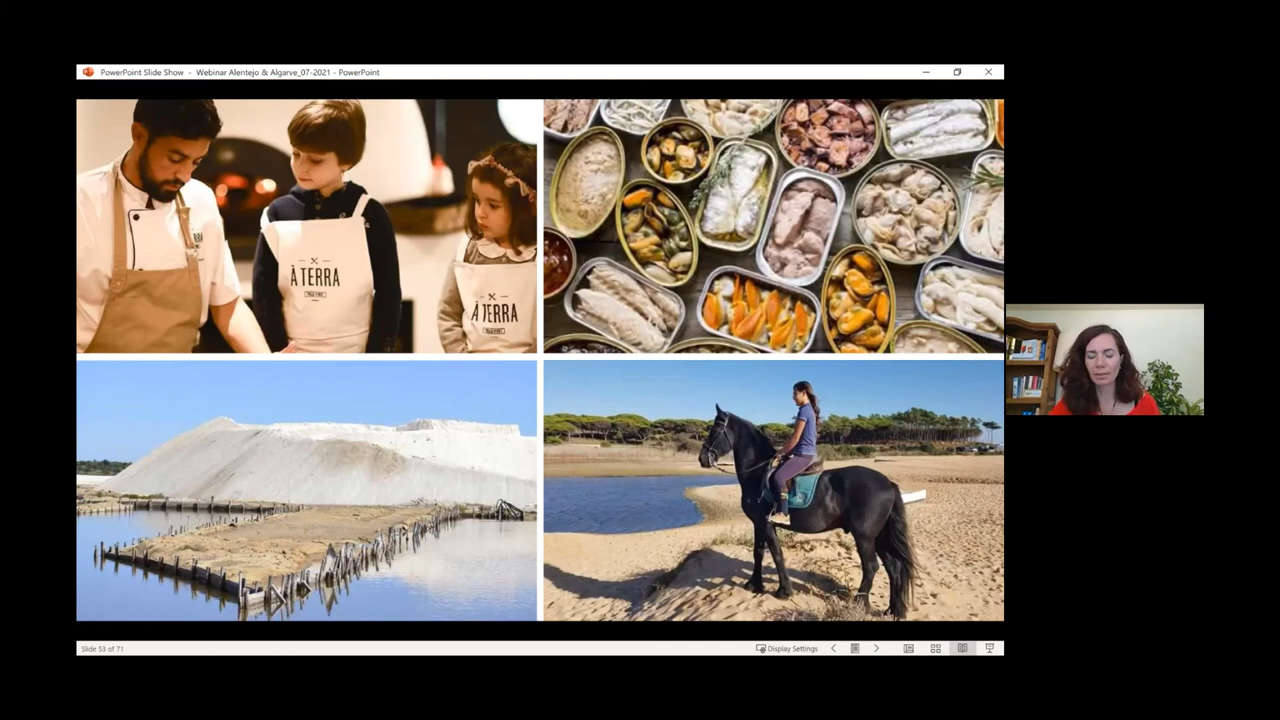 PowerPoint Slide Show - Webinar Alentejo & Algarve_07-2021 - PowerPoint
À TERRA
À TERRA
Slide 53 of 71
Display Settings